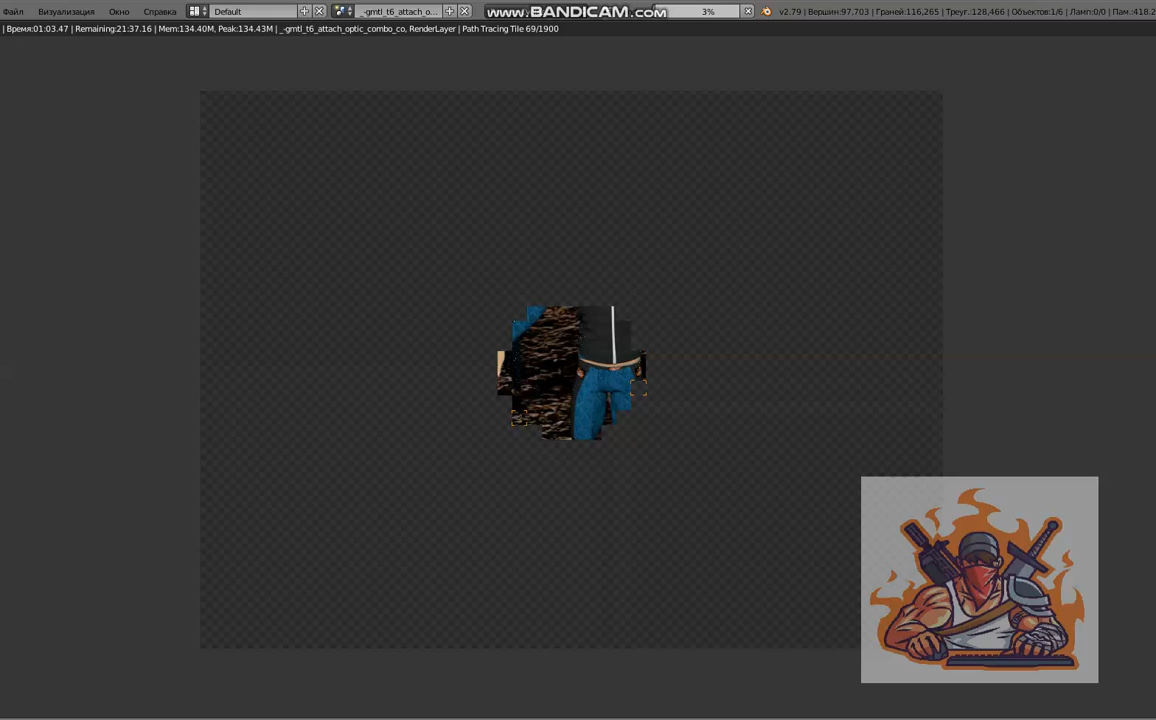 Файл Визуализация Окно Справка Default _-gmtl_t6_attach_o... www.BANDICAM.com 3% v2.79 | Вершин:97,703 | Граней:116,265 | Треуг.:128,466 | Объектов:1/6 | Ламп:0/0 | Пам.:418.2
| Время:01:03.47 | Remaining:21:37.16 | Mem:134.40M, Peak:134.43M | _-gmtl_t6_attach_optic_combo_co, RenderLayer | Path Tracing Tile 69/1900